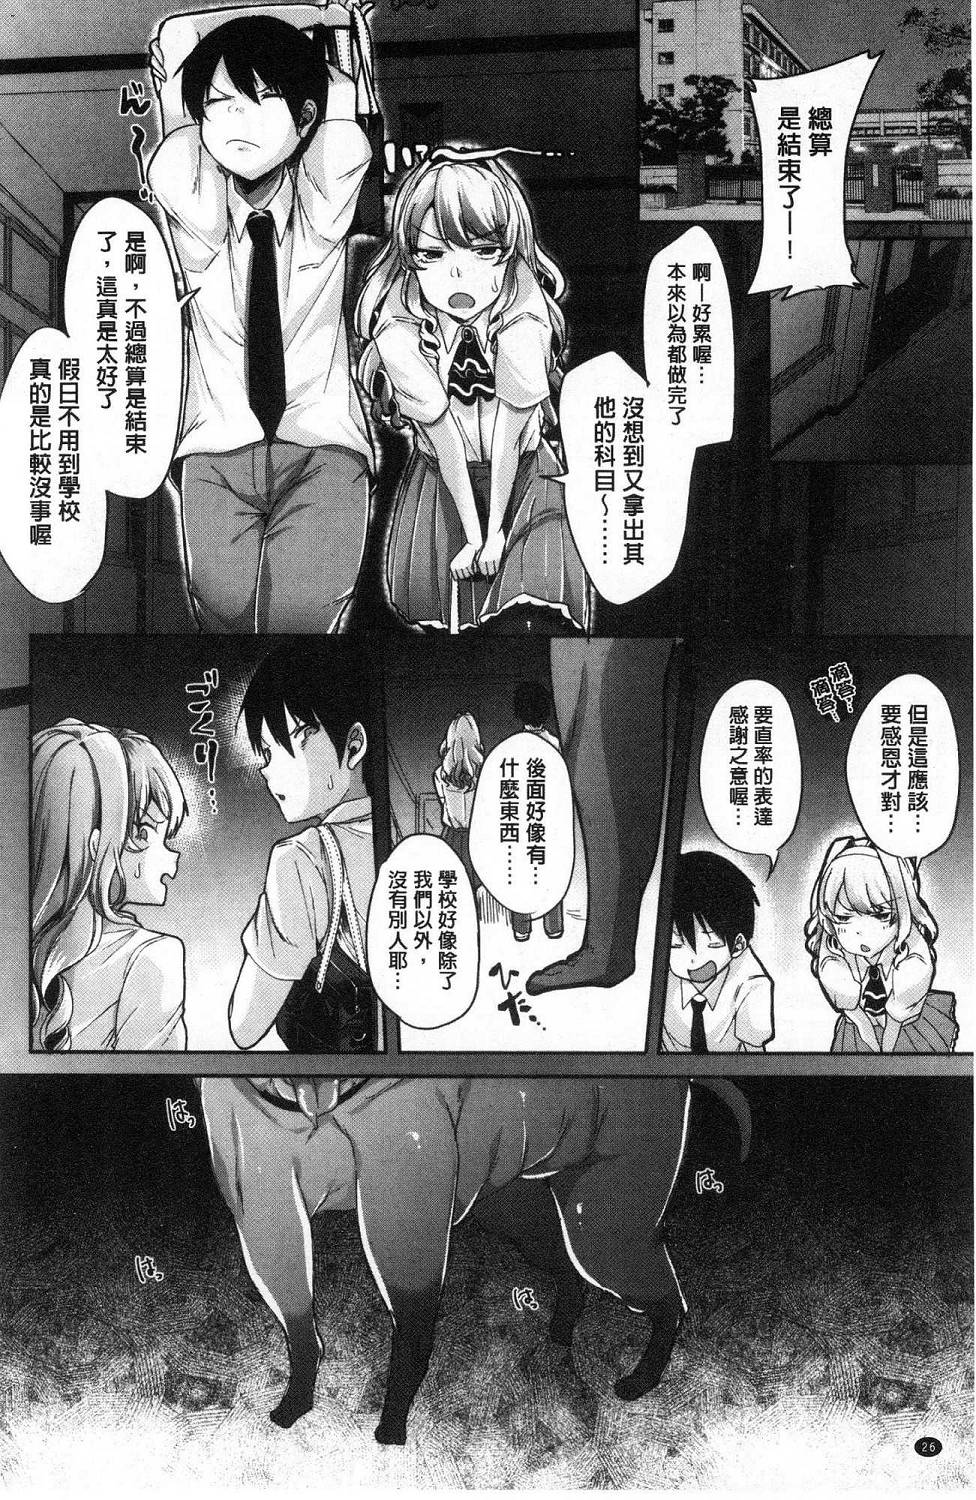 總算
是結束了ー！
啊ー好累喔…
本來以為都做完了
沒想到又拿出其
他的科目～……
ん〜…
是啊，不過總算是結束
了，這真是太好了
假日不用到學校
真的是比較沒事喔
但是這應該…
要感恩才對…
滴答…
滴答…
要直率的表達
感謝之意喔…
後面好像有…
什麼東西……
ひた…
學校好像除了
我們以外，
沒有別人耶…
ごくり…
はっ
はっ
はっ
はっ
26